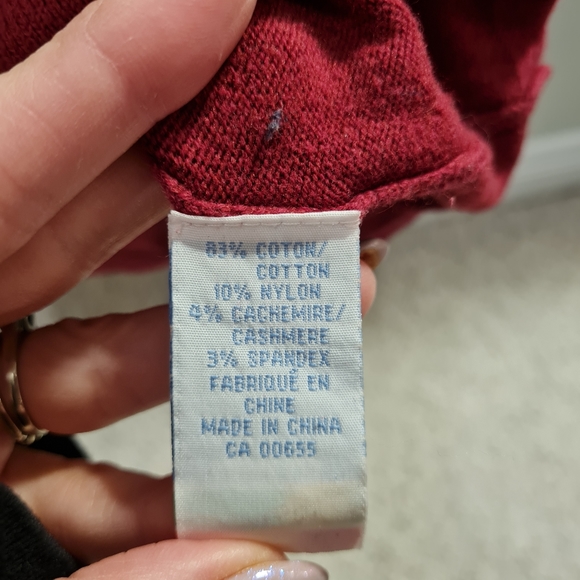 83% COTON/
COTTON
10% NYLON
4% CACHEMIRE/
CASHMERE
3% SPANDEX
FABRIQUÉ EN
CHINE
MADE IN CHINA
CA 00655